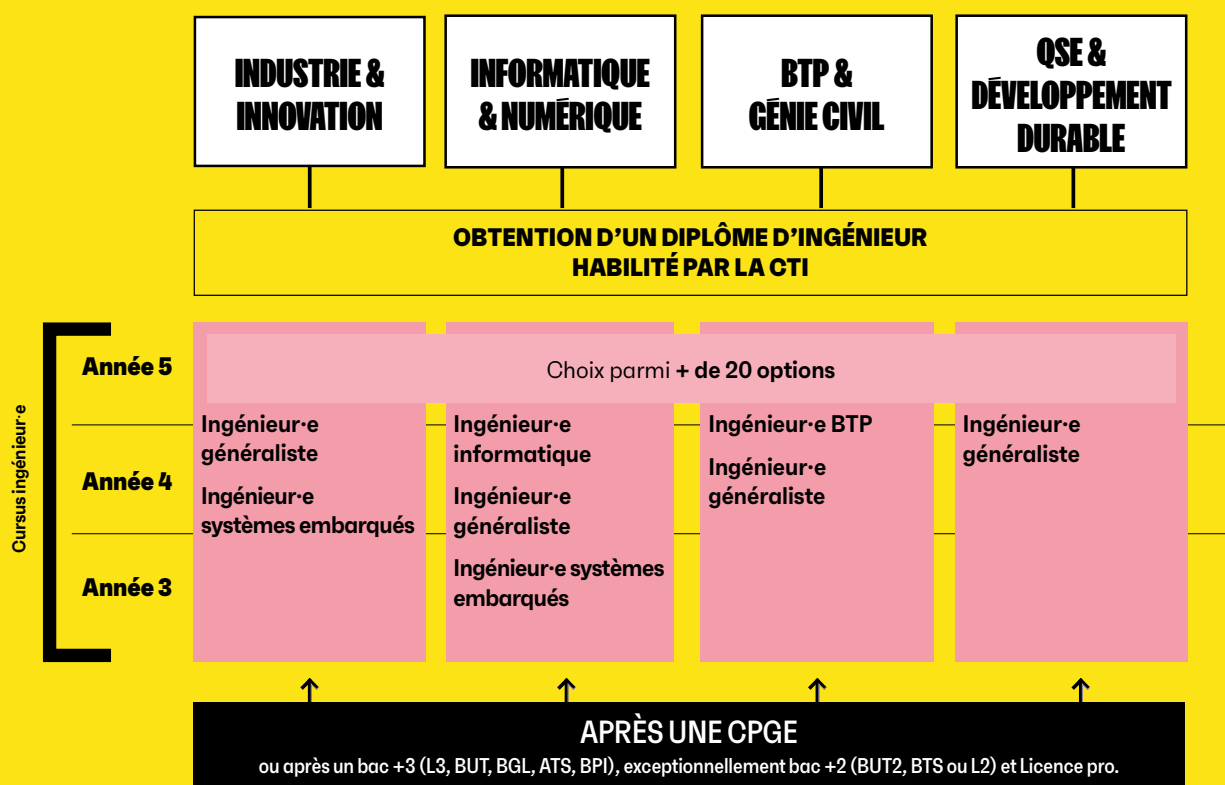 INDUSTRIE &
INNOVATION
INFORMATIQUE
& NUMÉRIQUE
BTP &
GÉNIE CIVIL
QSE &
DÉVELOPPEMENT
DURABLE
OBTENTION D’UN DIPLÔME D’INGÉNIEUR
HABILITÉ PAR LA CTI
Cursus ingénieur·e
Année 5
Choix parmi + de 20 options
Année 4
Année 3
Ingénieur·e
généraliste
Ingénieur·e
systèmes embarqués
Ingénieur·e
informatique
Ingénieur·e
généraliste
Ingénieur·e systèmes
embarqués
Ingénieur·e BTP
Ingénieur·e
généraliste
Ingénieur·e
généraliste
APRÈS UNE CPGE
ou après un bac +3 (L3, BUT, BGL, ATS, BPI), exceptionnellement bac +2 (BUT2, BTS ou L2) et Licence pro.